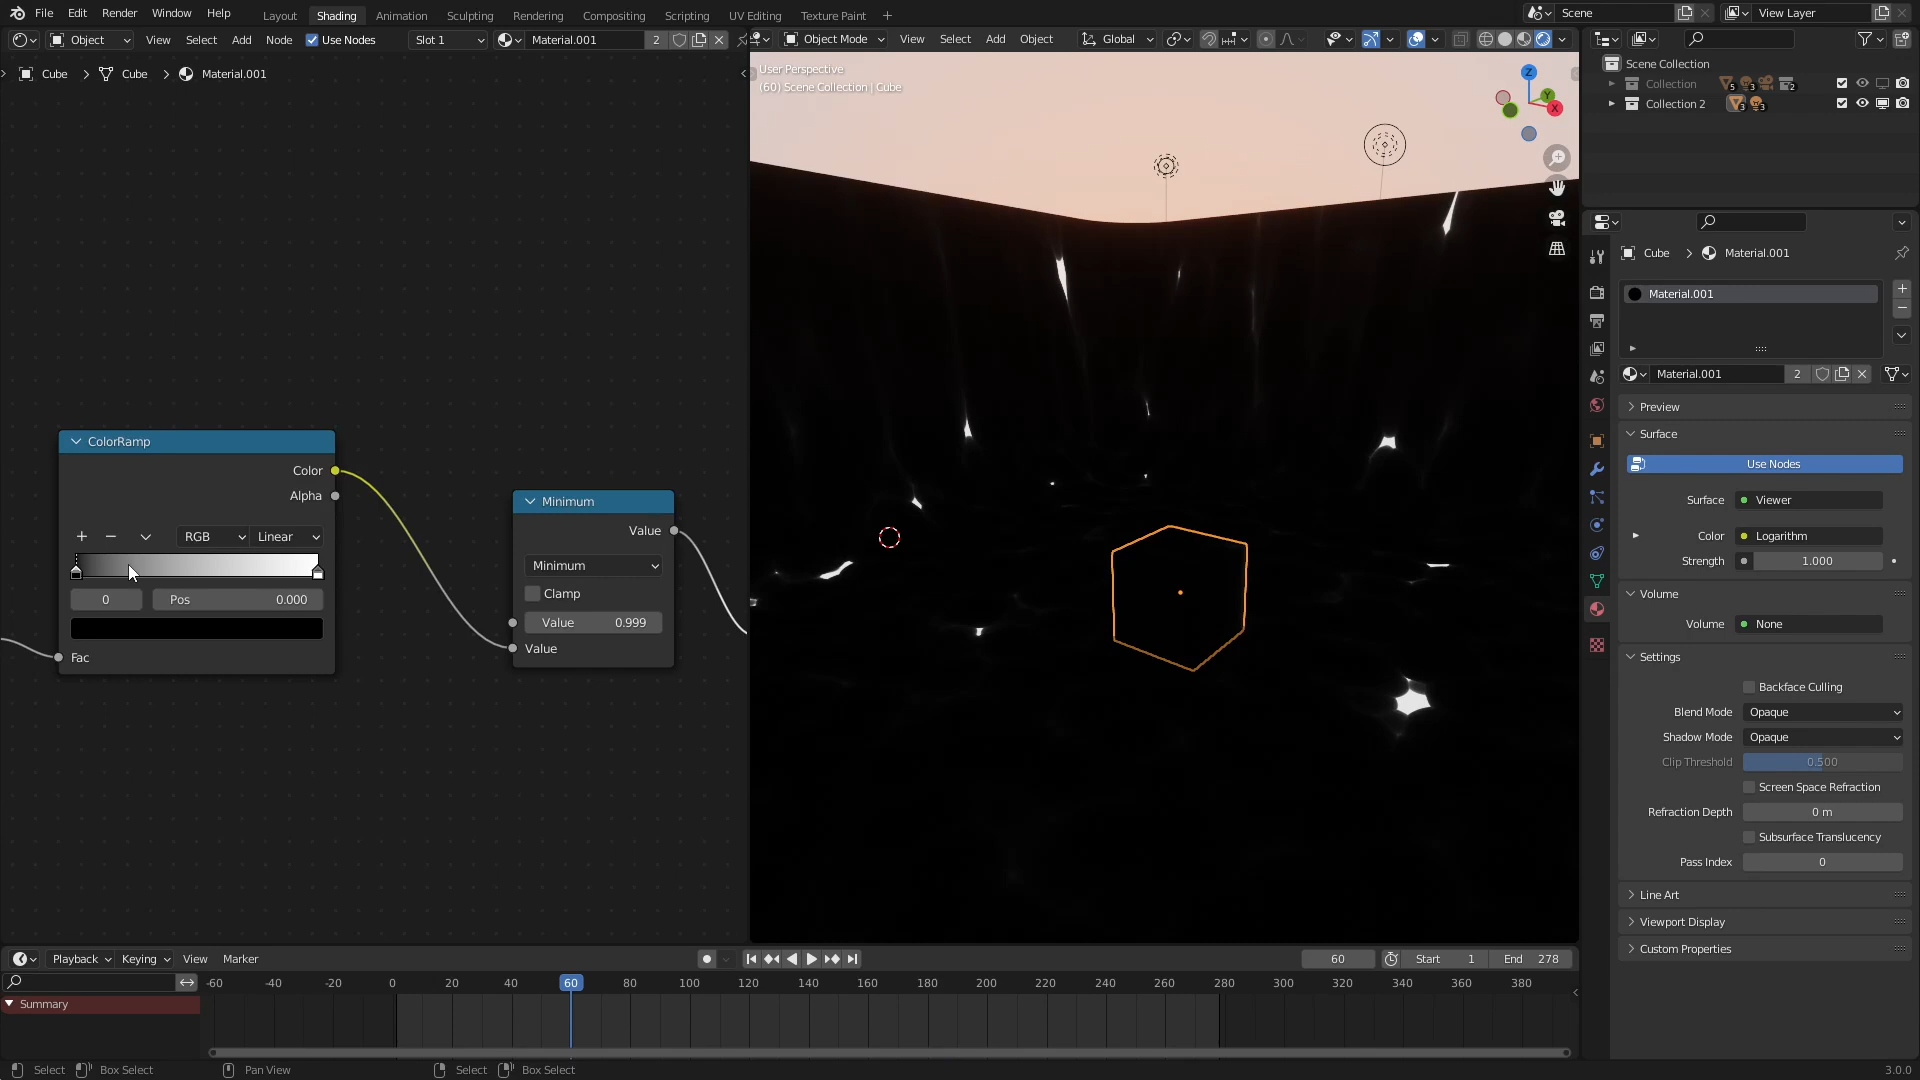 File Edit Render Window Help Layout Shading Animation Sculpting Rendering Compositing Scripting UV Editing Texture Paint + Scene View Layer
Object View Select Add Node Use Nodes Slot 1 Material.001 2
Object Mode View Select Add Object Global
Cube > Cube > Material.001
User Perspective
(60) Scene Collection | Cube
Z
Y
X
ColorRamp
Color
Alpha
RGB Linear
0 Pos 0.000
Fac
Minimum
Value
Minimum
Clamp
Value 0.999
Value
Scene Collection
Collection 5 3 2
Collection 2 3 3
Cube > Material.001
Material.001
Material.001 2
Preview
Surface
Use Nodes
Surface Viewer
Color Logarithm
Strength 1.000
Volume
Volume None
Settings
Backface Culling
Blend Mode Opaque
Shadow Mode Opaque
Clip Threshold 0.500
Screen Space Refraction
Refraction Depth 0 m
Subsurface Translucency
Pass Index 0
Line Art
Viewport Display
Custom Properties
Playback Keying View Marker 60 Start 1 End 278
-60 -40 -20 0 20 40 60 80 100 120 140 160 180 200 220 240 260 280 300 320 340 360 380
Summary
Select Box Select Pan View Select Box Select 3.0.0